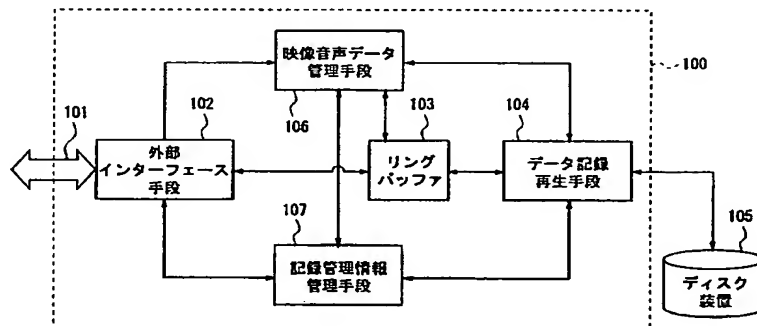 映像音声データ
管理手段
100
106
101
102
外部
インターフェース
手段
103
リング
バッファ
104
データ記録
再生手段
107
記録管理情報
管理手段
105
ディスク
装置